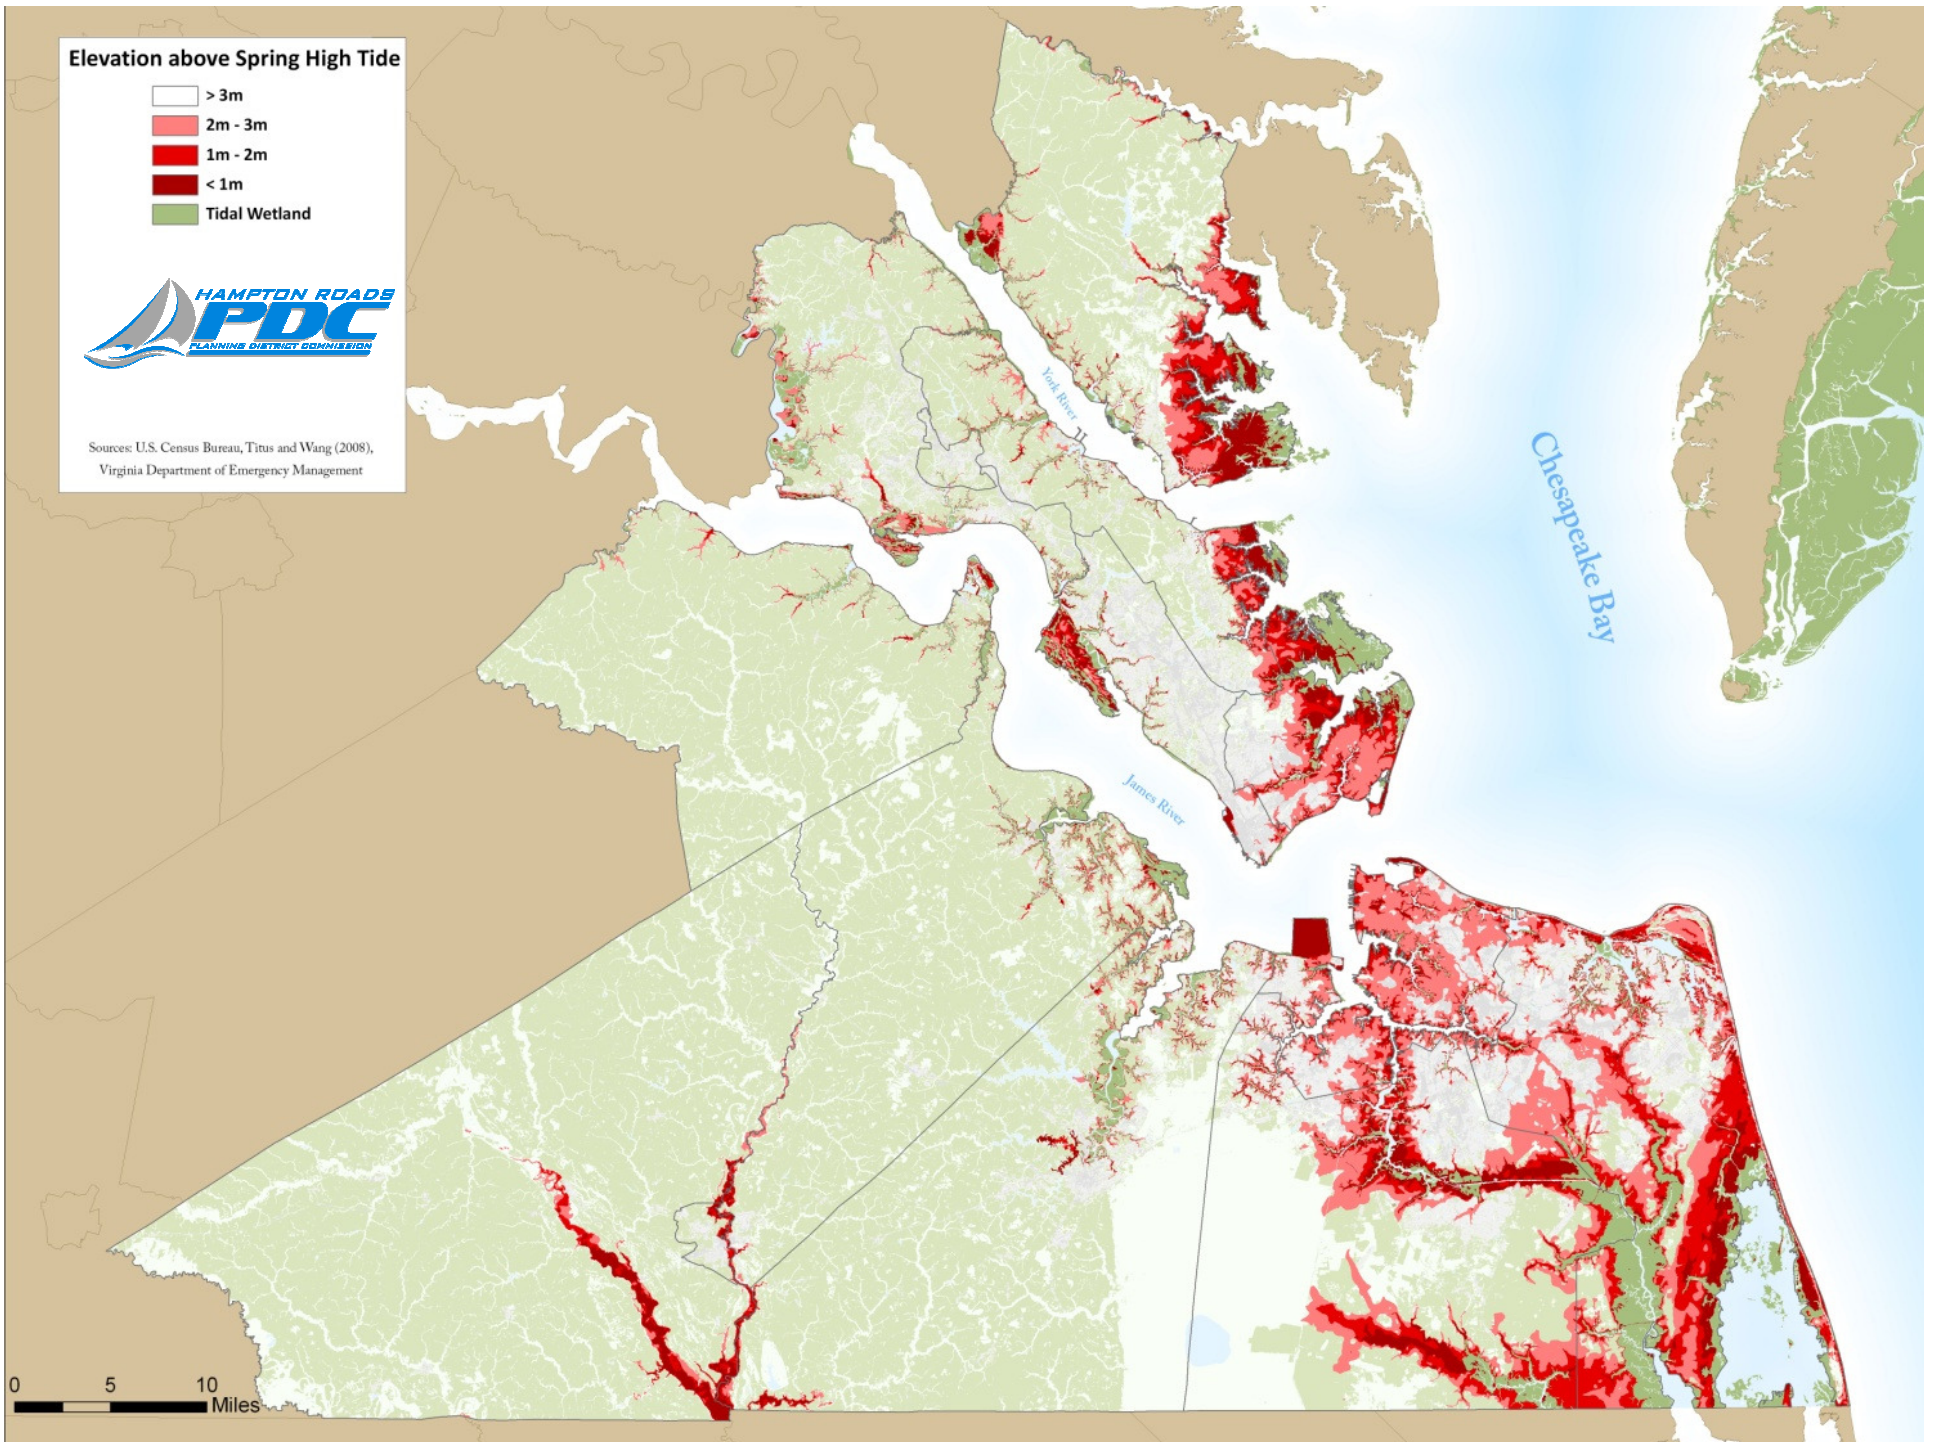 Elevation above Spring High Tide
> 3m
2m - 3m
1m - 2m
< 1m
Tidal Wetland
HAMPTON ROADS
PDC
PLANNING DISTRICT COMMISSION
Sources: U.S. Census Bureau, Titus and Wang (2008),
Virginia Department of Emergency Management
York River
Chesapeake Bay
James River
0 5 10
Miles